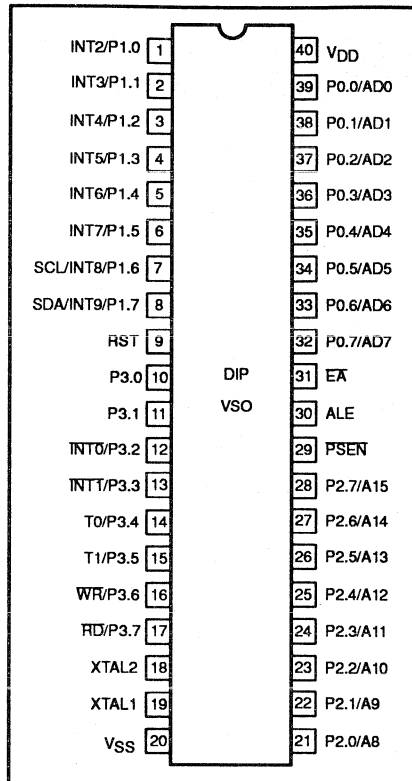 INT2/P1.0 1 40 VDD
INT3/P1.1 2 39 P0.0/AD0
INT4/P1.2 3 38 P0.1/AD1
INT5/P1.3 4 37 P0.2/AD2
INT6/P1.4 5 36 P0.3/AD3
INT7/P1.5 6 35 P0.4/AD4
SCL/INT8/P1.6 7 34 P0.5/AD5
SDA/INT9/P1.7 8 33 P0.6/AD6
RST 9 32 P0.7/AD7
P3.0 10 DIP 31 EA
P3.1 11 VSO 30 ALE
INT0/P3.2 12 29 PSEN
INT1/P3.3 13 28 P2.7/A15
T0/P3.4 14 27 P2.6/A14
T1/P3.5 15 26 P2.5/A13
WR/P3.6 16 25 P2.4/A12
RD/P3.7 17 24 P2.3/A11
XTAL2 18 23 P2.2/A10
XTAL1 19 22 P2.1/A9
VSS 20 21 P2.0/A8